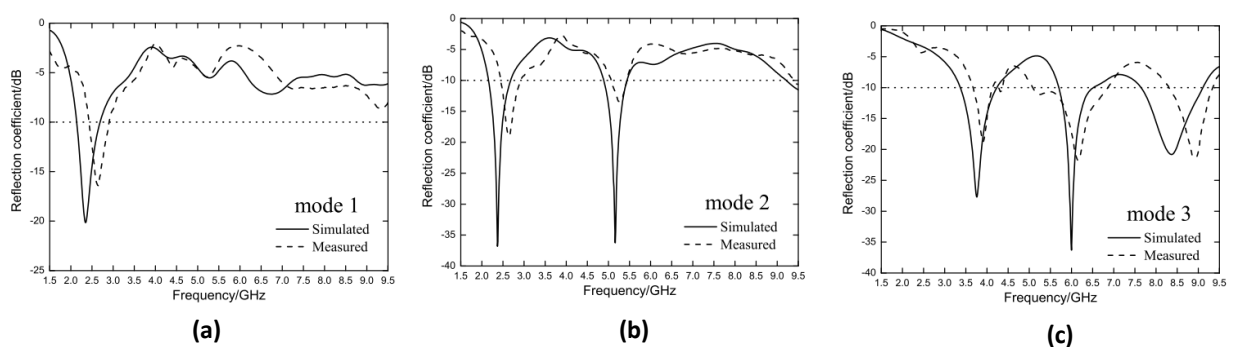 0
-5
-10
-15
-20
-25
Reflection coefficient/dB
mode 1
Simulated
Measured
1.5 2.0 2.5 3.0 3.5 4.0 4.5 5.0 5.5 6.0 6.5 7.0 7.5 8.0 8.5 9.0 9.5
Frequency/GHz
(a)
0
-5
-10
-15
-20
-25
-30
-35
-40
Reflection coefficient/dB
mode 2
Simulated
Measured
1.5 2.0 2.5 3.0 3.5 4.0 4.5 5.0 5.5 6.0 6.5 7.0 7.5 8.0 8.5 9.0 9.5
Frequency/GHz
(b)
0
-5
-10
-15
-20
-25
-30
-35
-40
Reflection coefficient/dB
mode 3
Simulated
Measured
1.5 2.0 2.5 3.0 3.5 4.0 4.5 5.0 5.5 6.0 6.5 7.0 7.5 8.0 8.5 9.0 9.5
Frequency/GHz
(c)